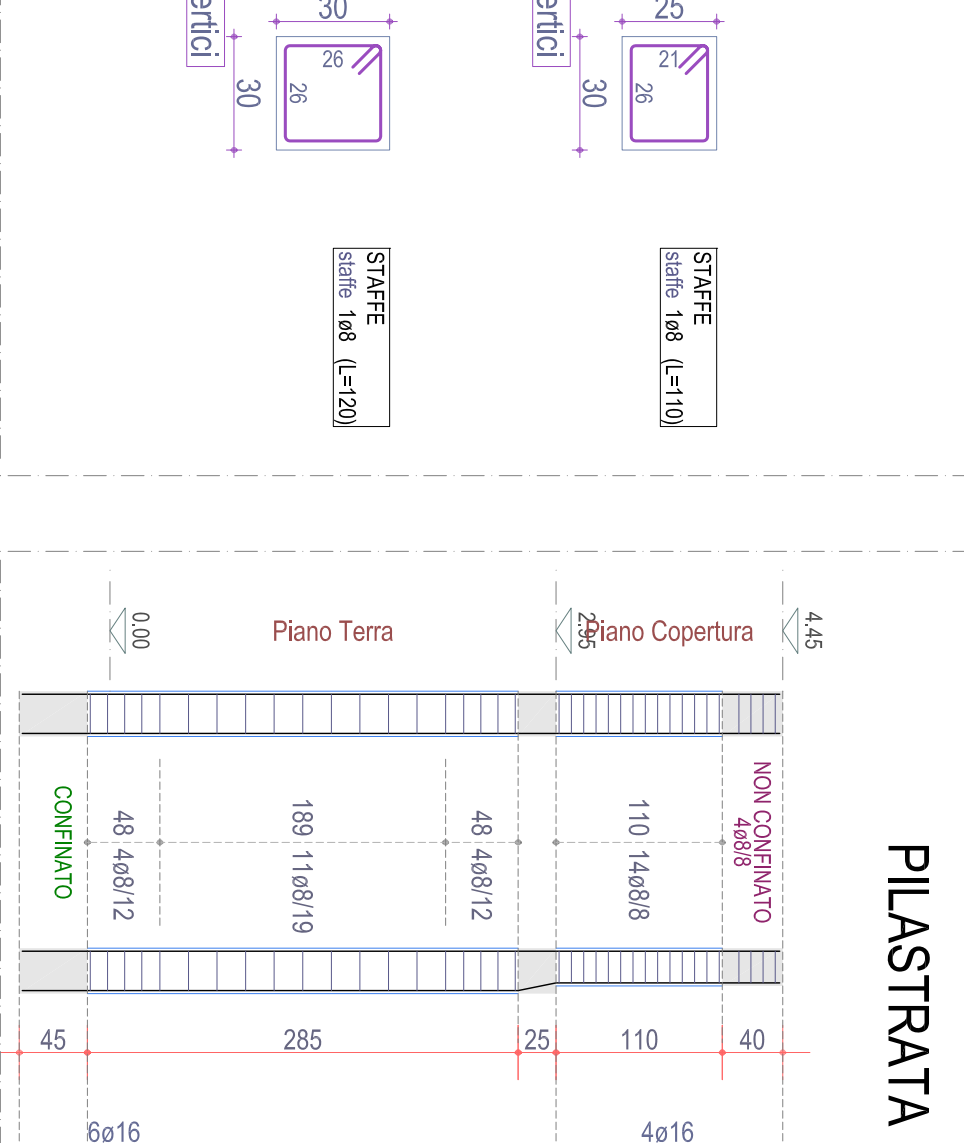 ertici
30
30
26
26
ertici
25
30
21
26
STAFFE
staffe 1ø8 (L=120)
STAFFE
staffe 1ø8 (L=110)
0.00
Piano Terra
2.95
Piano Copertura
4.45
CONFINATO
48 4ø8/12
189 11ø8/19
48 4ø8/12
110 14ø8/8
NON CONFINATO
4ø8/8
PILASTRATA
45
285
25
110
40
6ø16
4ø16